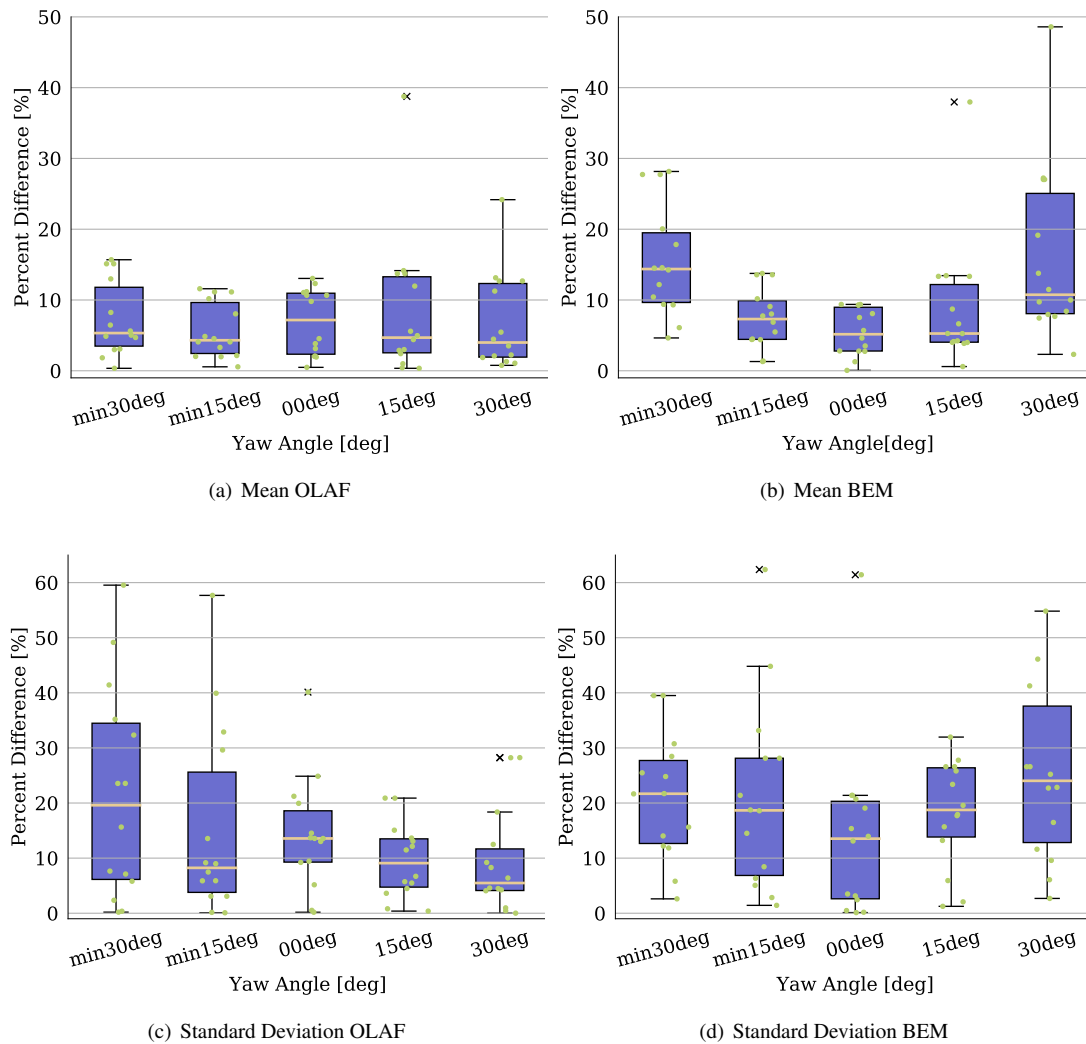 50
40
30
20
10
0
Percent Difference [%]
min30deg
min15deg
00deg
15deg
30deg
Yaw Angle [deg]
(a) Mean OLAF
50
40
30
20
10
0
Percent Difference [%]
min30deg
min15deg
00deg
15deg
30deg
Yaw Angle[deg]
(b) Mean BEM
60
50
40
30
20
10
0
Percent Difference [%]
min30deg
min15deg
00deg
15deg
30deg
Yaw Angle [deg]
(c) Standard Deviation OLAF
60
50
40
30
20
10
0
Percent Difference [%]
min30deg
min15deg
00deg
15deg
30deg
Yaw Angle [deg]
(d) Standard Deviation BEM